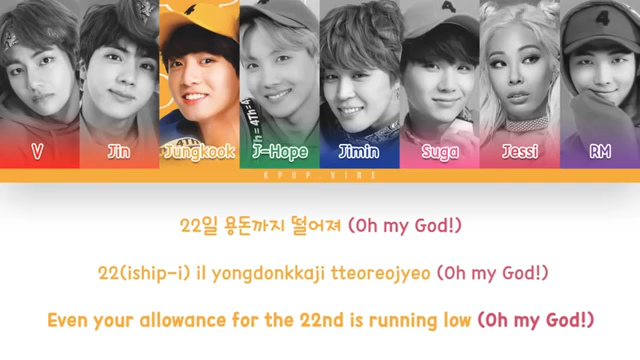 V Jin Jungkook J-Hope Jimin Suga Jessi RM
KPOP.VINE
22일 용돈까지 떨어져 (Oh my God!)
22(iship-i) il yongdonkkaji tteoreojyeo (Oh my God!)
Even your allowance for the 22nd is running low (Oh my God!)